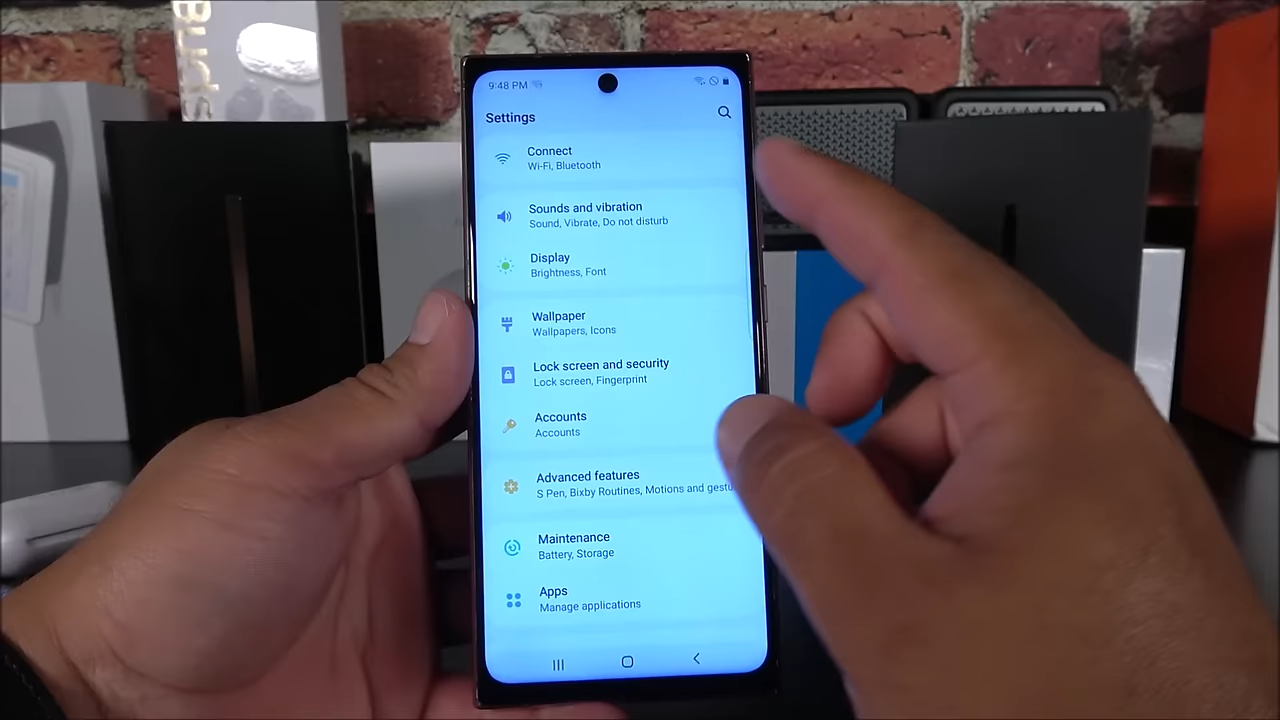 Buds
9:48 PM
Settings
Connect
Wi-Fi, Bluetooth
Sounds and vibration
Sound, Vibrate, Do not disturb
Display
Brightness, Font
Wallpaper
Wallpapers, Icons
Lock screen and security
Lock screen, Fingerprint
Accounts
Accounts
Advanced features
S Pen, Bixby Routines, Motions and gestu
Maintenance
Battery, Storage
Apps
Manage applications